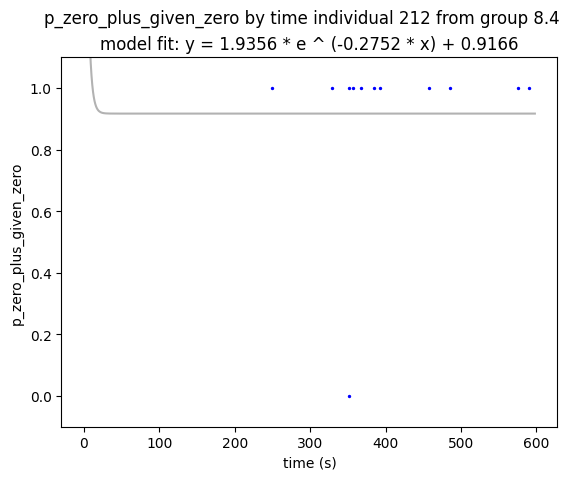 p_zero_plus_given_zero by time individual 212 from group 8.4
model fit: y = 1.9356 * e ^ (-0.2752 * x) + 0.9166
1.0
0.8
0.6
0.4
0.2
0.0
p_zero_plus_given_zero
0 100 200 300 400 500 600
time (s)